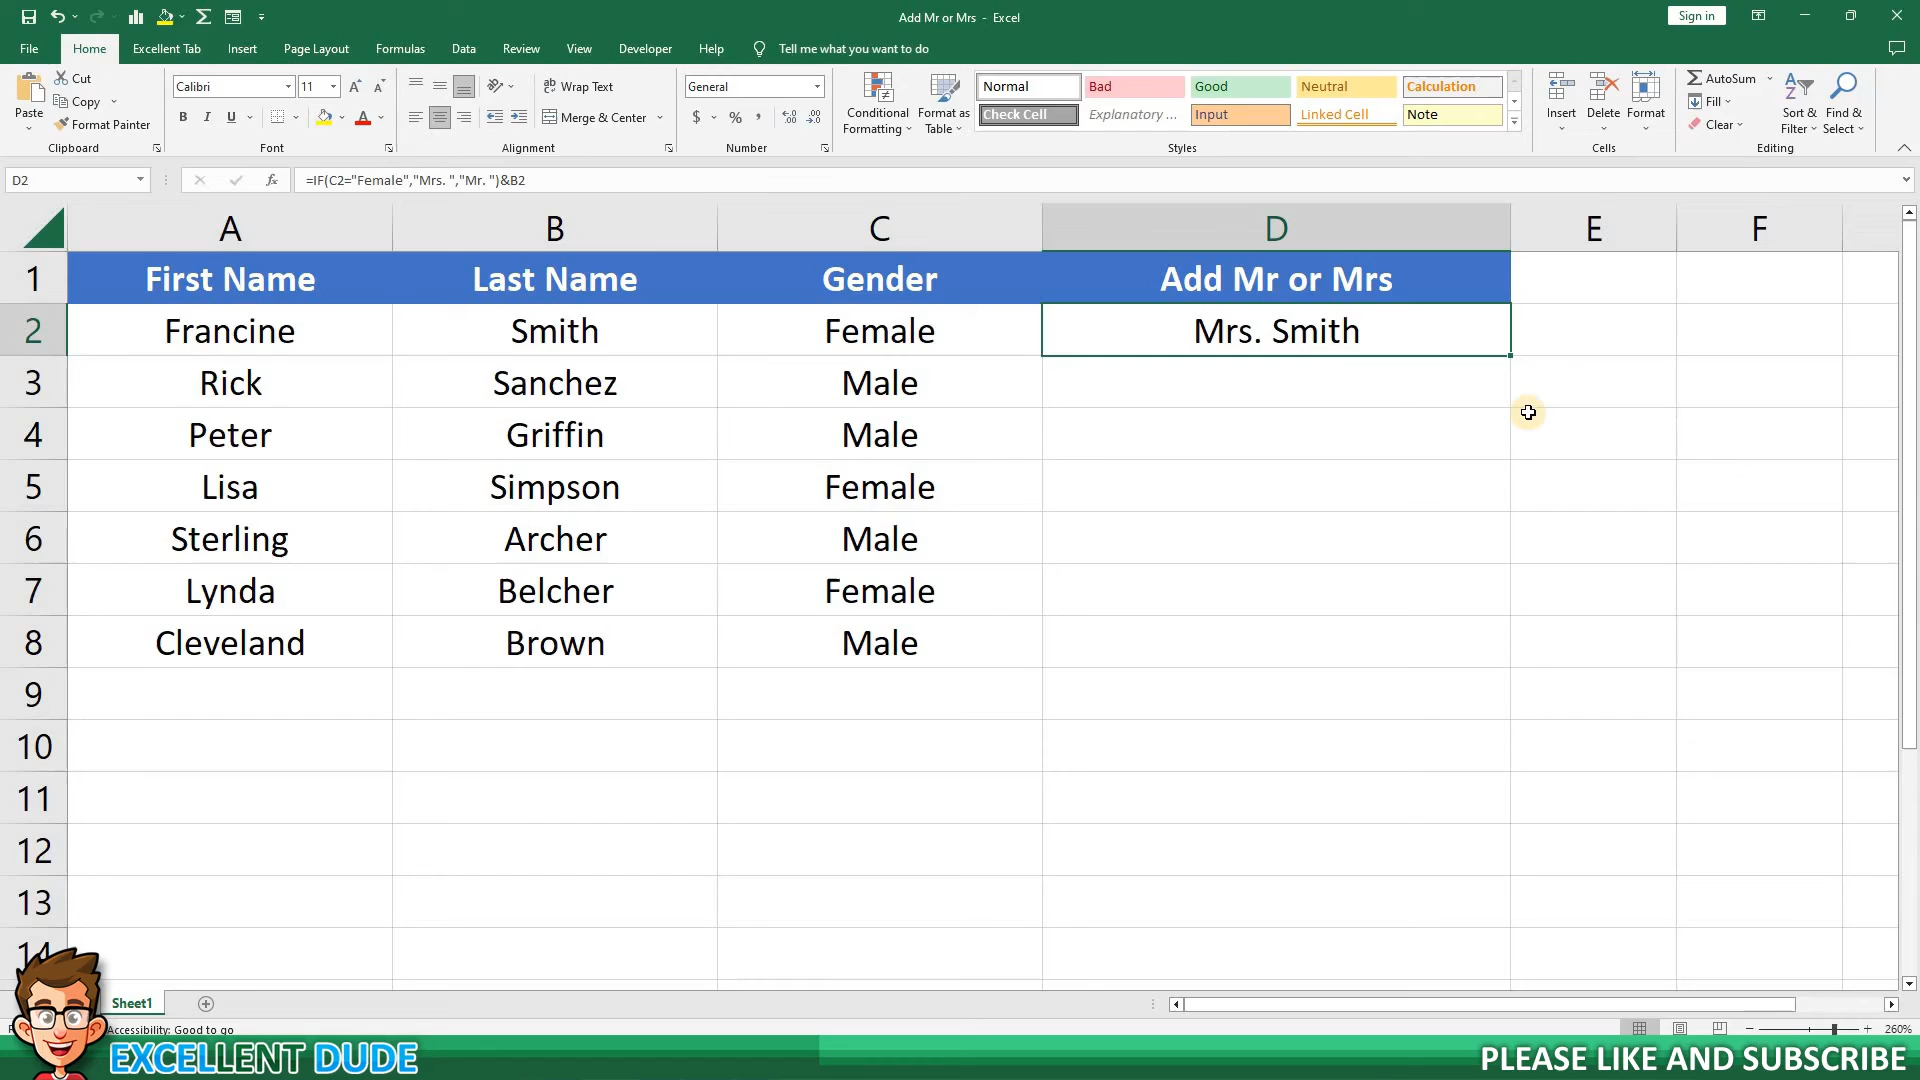 Add Mr or Mrs - Excel
Sign in
File Home Excellent Tab Insert Page Layout Formulas Data Review View Developer Help Tell me what you want to do
Paste
Cut
Copy
Format Painter
Clipboard
Calibri 11
B I U
Font
Wrap Text
Merge & Center
Alignment
General
$ % ,
Number
Conditional Formatting
Format as Table
Normal Bad Good Neutral Calculation
Check Cell Explanatory ... Input Linked Cell Note
Styles
Insert Delete Format
Cells
AutoSum
Fill
Clear
Sort & Filter
Find & Select
Editing
D2 fx =IF(C2="Female","Mrs. ","Mr. ")&B2
A B C D E F
1 First Name Last Name Gender Add Mr or Mrs
2 Francine Smith Female Mrs. Smith
3 Rick Sanchez Male
4 Peter Griffin Male
5 Lisa Simpson Female
6 Sterling Archer Male
7 Lynda Belcher Female
8 Cleveland Brown Male
9
10
11
12
13
14
Sheet1
Accessibility: Good to go
260%
EXCELLENT DUDE
PLEASE LIKE AND SUBSCRIBE